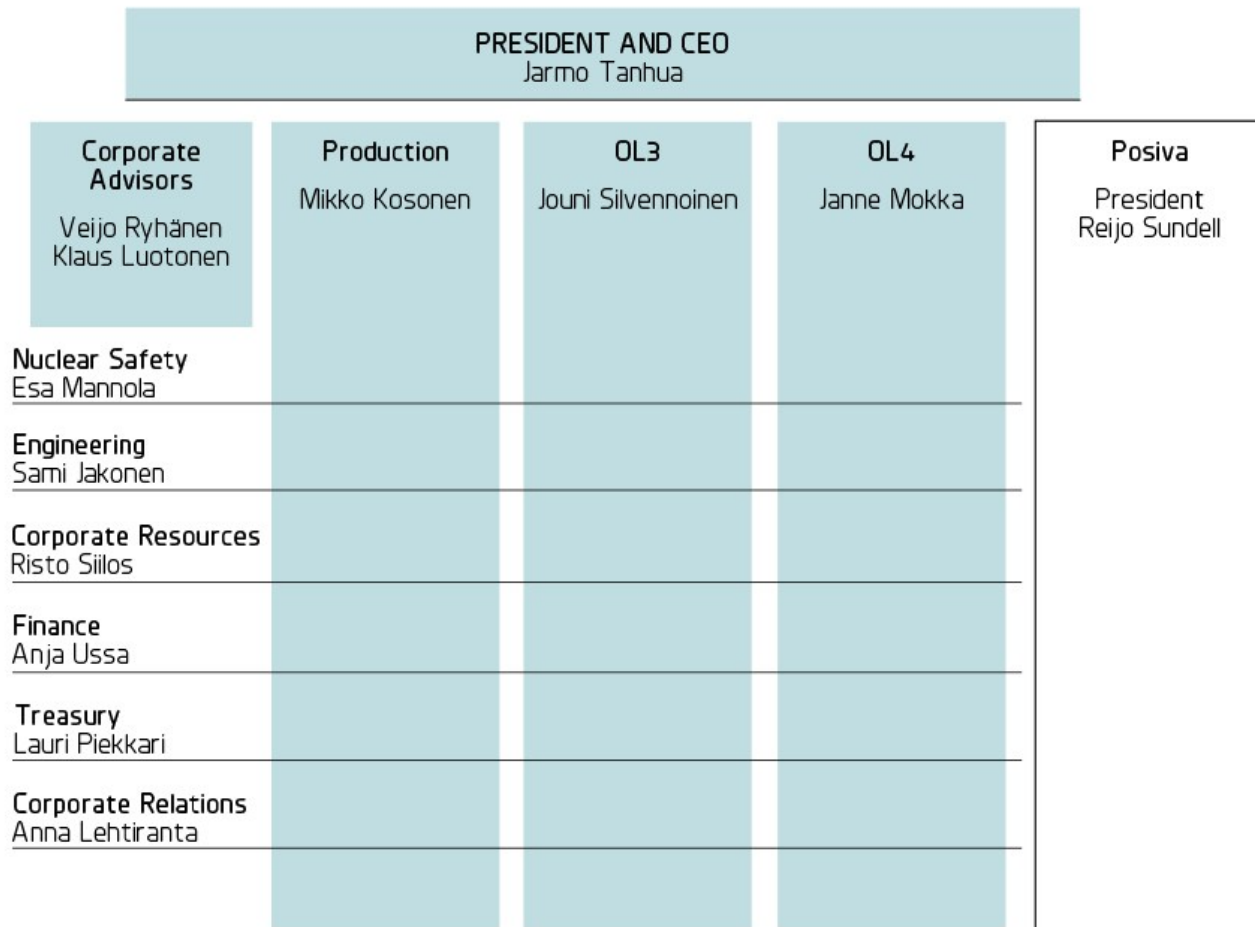 PRESIDENT AND CEO
Jarmo Tanhua
Corporate
Advisors
Veijo Ryhänen
Klaus Luotonen
Production
Mikko Kosonen
OL3
Jouni Silvennoinen
OL4
Janne Mokka
Posiva
President
Reijo Sundell
Nuclear Safety
Esa Mannola
Engineering
Sami Jakonen
Corporate Resources
Risto Siilos
Finance
Anja Ussa
Treasury
Lauri Piekkari
Corporate Relations
Anna Lehtiranta